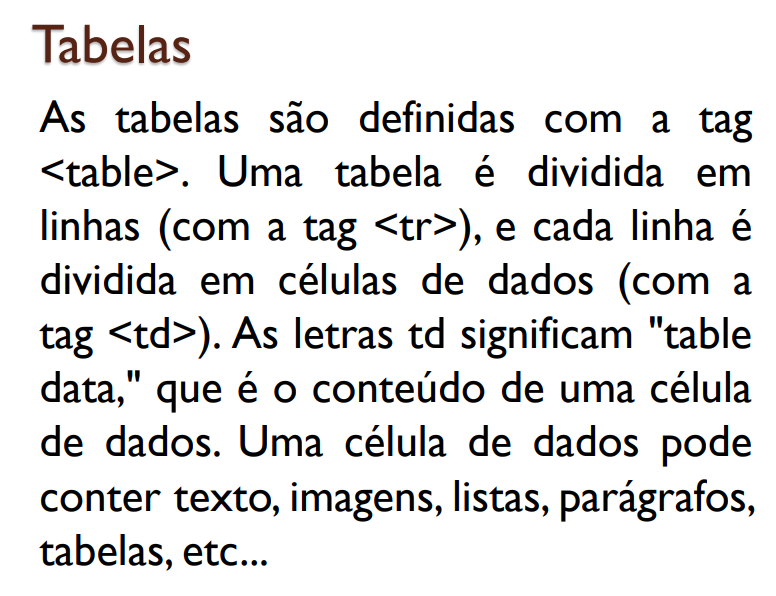 Tabelas
As tabelas são definidas com a tag
<table>. Uma tabela é dividida em
linhas (com a tag <tr>), e cada linha é
dividida em células de dados (com a
tag <td>). As letras td significam "table
data," que é o conteúdo de uma célula
de dados. Uma célula de dados pode
conter texto, imagens, listas, parágrafos,
tabelas, etc...